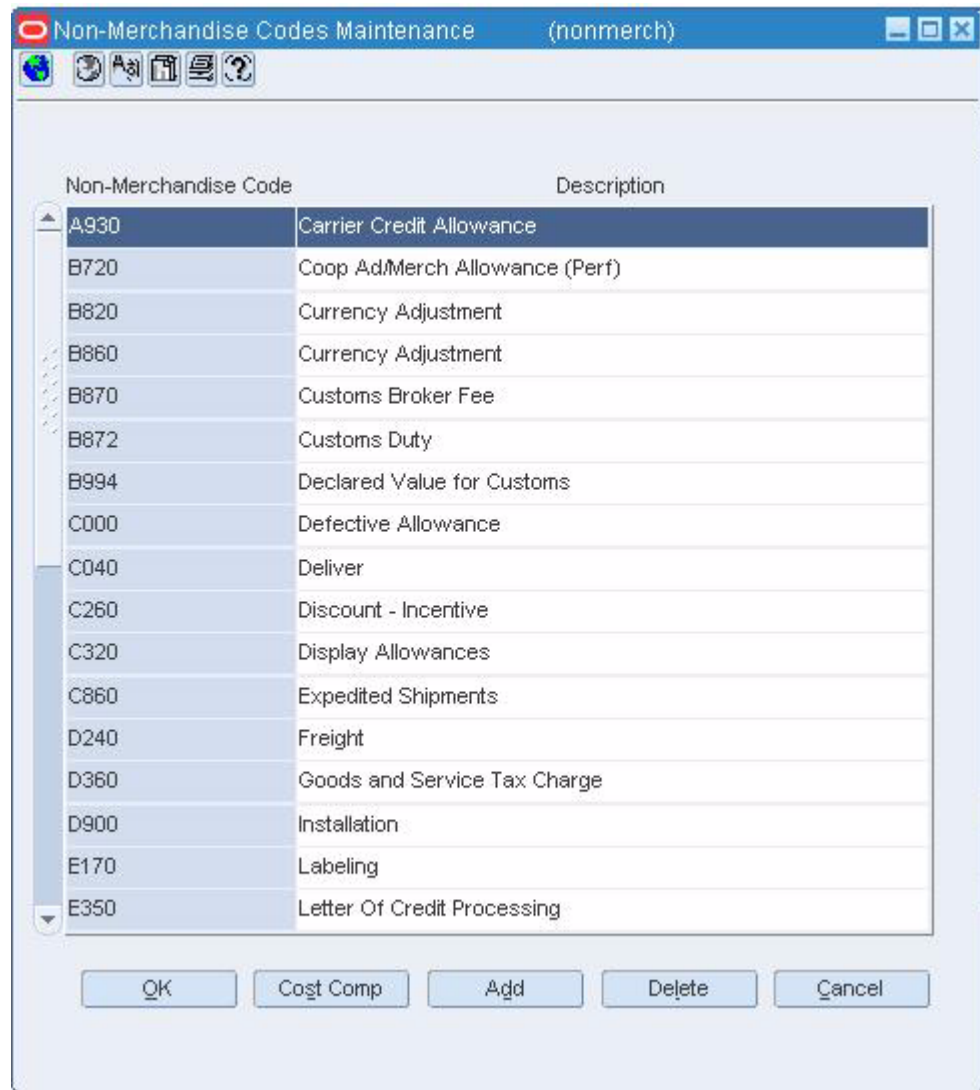 Non-Merchandise Codes Maintenance (nonmerch)
Non-Merchandise Code Description
A930 Carrier Credit Allowance
B720 Coop Ad/Merch Allowance (Perf)
B820 Currency Adjustment
B860 Currency Adjustment
B870 Customs Broker Fee
B872 Customs Duty
B994 Declared Value for Customs
C000 Defective Allowance
C040 Deliver
C260 Discount - Incentive
C320 Display Allowances
C860 Expedited Shipments
D240 Freight
D360 Goods and Service Tax Charge
D900 Installation
E170 Labeling
E350 Letter Of Credit Processing
OK Cost Comp Add Delete Cancel